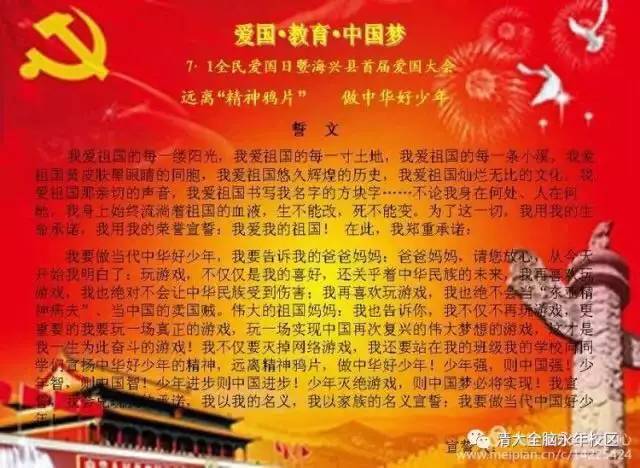 爱国·教育·中国梦
7·1全民爱国日暨海兴县首届爱国大会
远离“精神鸦片” 做中华好少年
誓 文
我爱祖国的每一缕阳光，我爱祖国的每一寸土地，我爱祖国的每一条小溪，我爱
祖国黄皮肤黑眼睛的同胞，我爱祖国悠久辉煌的历史，我爱祖国灿烂无比的文化，我
爱祖国那亲切的声音，我爱祖国书写我名字的方块字……不论我身在何处、人在何
地，我身上始终流淌着祖国的血液，生不能改，死不能变。为了这一切，我用我的生
命承诺，我用我的荣誉宣誓：我爱我的祖国！在此，我郑重承诺：
我要做当代中华好少年，我要告诉我的爸爸妈妈：爸爸妈妈，请您放心，从今天
开始我明白了：玩游戏，不仅仅是我的喜好，还关乎着中华民族的未来，我再喜欢玩
游戏，我也绝对不会让中华民族受到伤害；我再喜欢玩游戏，我也绝不会当“东亚精
神病夫”、当中国的卖国贼。伟大的祖国妈妈：我也告诉你，我不仅不再玩游戏，更
重要的我要玩一场真正的游戏，玩一场实现中国再次复兴的伟大梦想的游戏，这才是
我一生为此奋斗的游戏！我不仅要灭掉网络游戏，我还要站在我的班级我的学校向同
学们宣扬中华好少年的精神，远离精神鸦片，做中华好少年！少年强，则中国强！少
年智，则中国智！少年进步则中国进步！少年灭绝游戏，则中国梦必将实现！我宣
承诺，我以我的名义，我以家族的名义宣誓：我要做当代中国好少
年
宣誓
清大全脑永年校区
www.meipian.cn/c/14225424